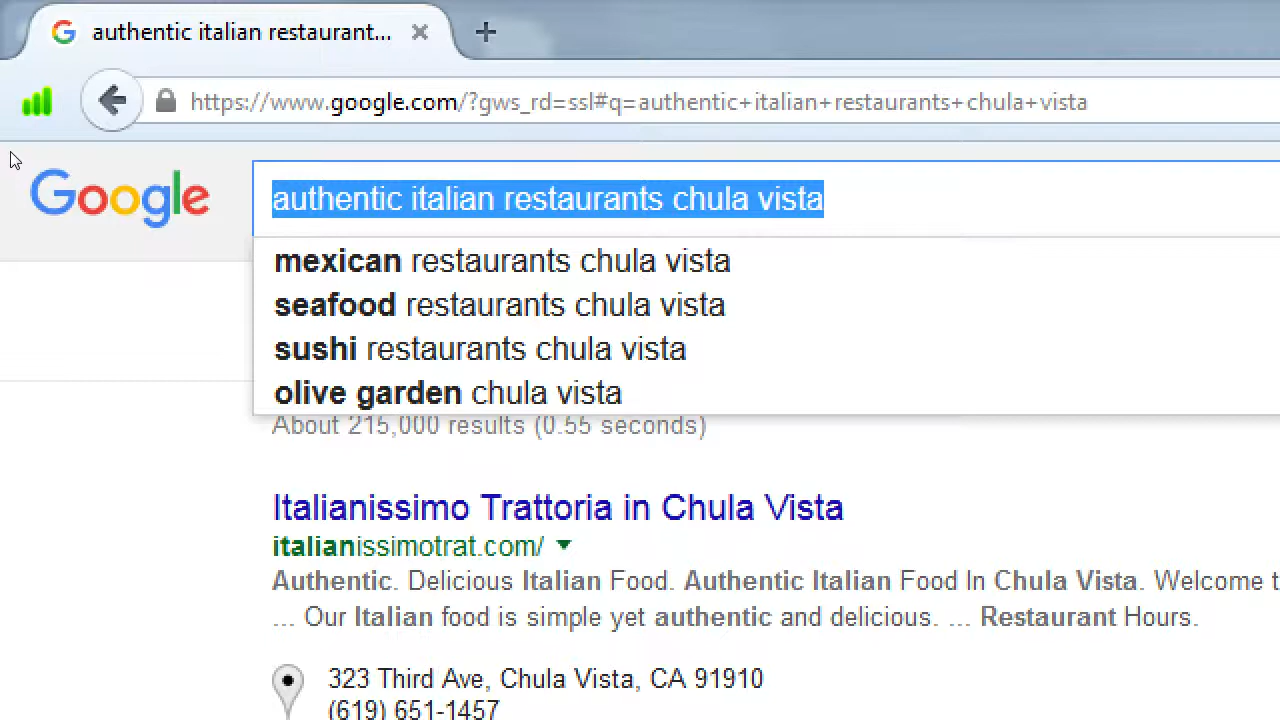 authentic italian restaurant...
https://www.google.com/?gws_rd=ssl#q=authentic+italian+restaurants+chula+vista
Google
authentic italian restaurants chula vista
mexican restaurants chula vista
seafood restaurants chula vista
sushi restaurants chula vista
olive garden chula vista
About 215,000 results (0.55 seconds)
Italianissimo Trattoria in Chula Vista
italianissimotrat.com/
Authentic. Delicious Italian Food. Authentic Italian Food In Chula Vista. Welcome t
... Our Italian food is simple yet authentic and delicious. ... Restaurant Hours.
323 Third Ave, Chula Vista, CA 91910
(619) 651-1457